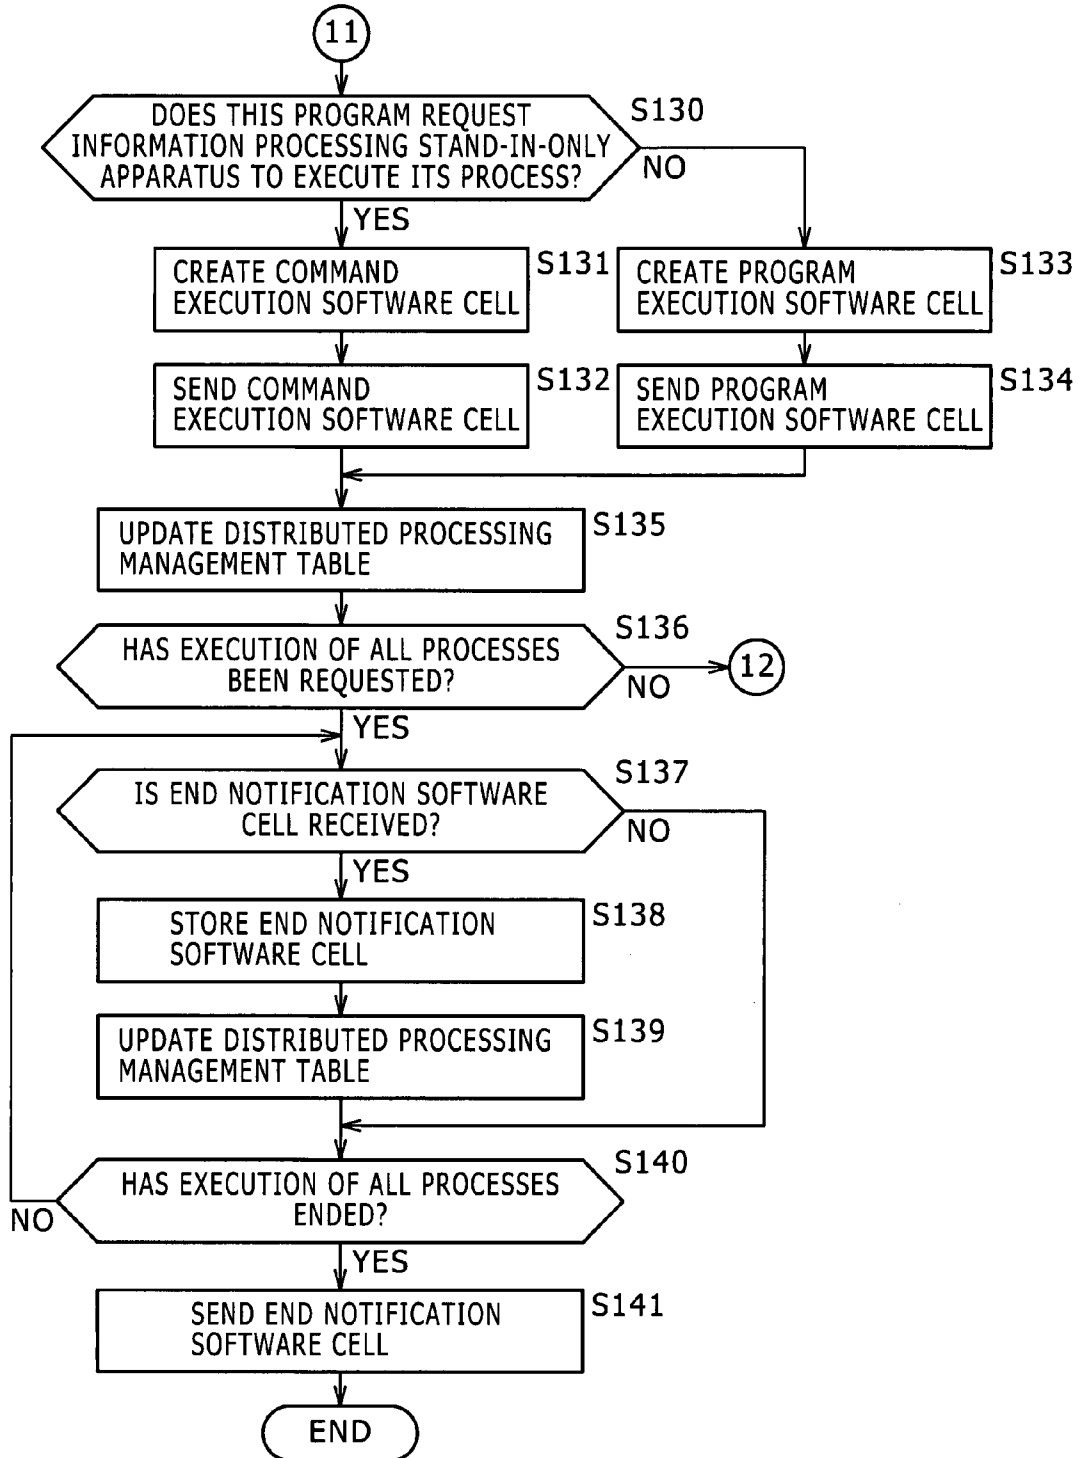 11
DOES THIS PROGRAM REQUEST
INFORMATION PROCESSING STAND-IN-ONLY
APPARATUS TO EXECUTE ITS PROCESS?
S130
NO
YES
CREATE COMMAND
EXECUTION SOFTWARE CELL
S131
CREATE PROGRAM
EXECUTION SOFTWARE CELL
S133
SEND COMMAND
EXECUTION SOFTWARE CELL
S132
SEND PROGRAM
EXECUTION SOFTWARE CELL
S134
UPDATE DISTRIBUTED PROCESSING
MANAGEMENT TABLE
S135
HAS EXECUTION OF ALL PROCESSES
BEEN REQUESTED?
S136
NO
12
YES
IS END NOTIFICATION SOFTWARE
CELL RECEIVED?
S137
NO
YES
STORE END NOTIFICATION
SOFTWARE CELL
S138
UPDATE DISTRIBUTED PROCESSING
MANAGEMENT TABLE
S139
HAS EXECUTION OF ALL PROCESSES
ENDED?
S140
NO
YES
SEND END NOTIFICATION
SOFTWARE CELL
S141
END